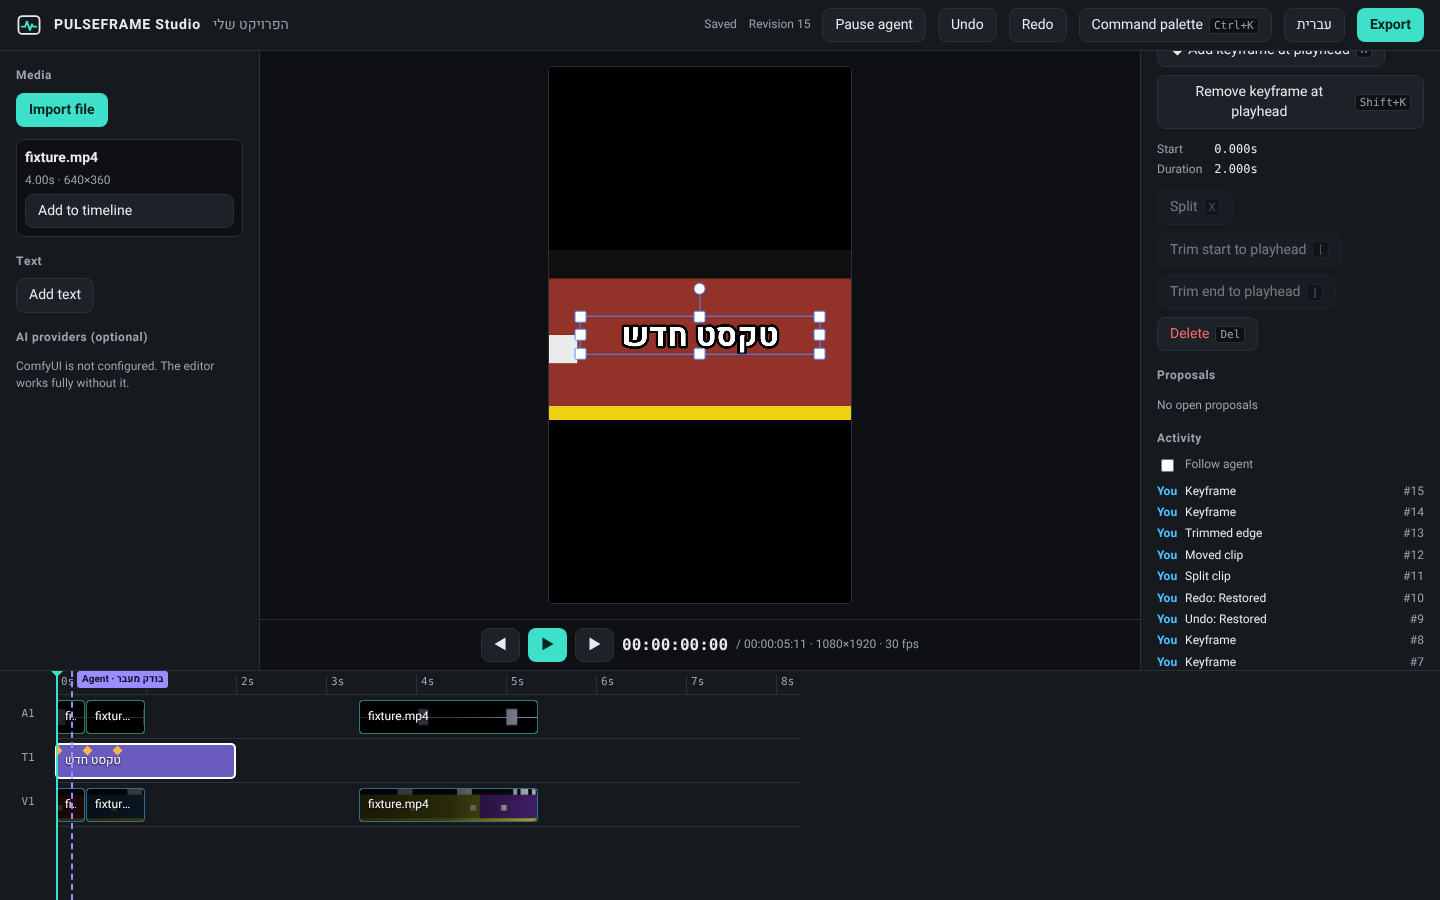 PULSEFRAME Studio הפרויקט שלי Saved Revision 15 Pause agent Undo Redo Command palette Ctrl+K עברית Export
Media
Import file
fixture.mp4
4.00s · 640×360
Add to timeline
Text
Add text
AI providers (optional)
ComfyUI is not configured. The editor
works fully without it.
טקסט חדש
00:00:00:00 / 00:00:05:11 · 1080×1920 · 30 fps
Add keyframe at playhead K
Remove keyframe at
playhead Shift+K
Start 0.000s
Duration 2.000s
Split X
Trim start to playhead [
Trim end to playhead ]
Delete Del
Proposals
No open proposals
Activity
Follow agent
You Keyframe #15
You Keyframe #14
You Trimmed edge #13
You Moved clip #12
You Split clip #11
You Redo: Restored #10
You Undo: Restored #9
You Keyframe #8
You Keyframe #7
0s Agent · בודק מעבר 2s 3s 4s 5s 6s 7s 8s
A1 fi.. fixtur... fixture.mp4
T1 טקסט חדש
V1 fi.. fixtur... fixture.mp4